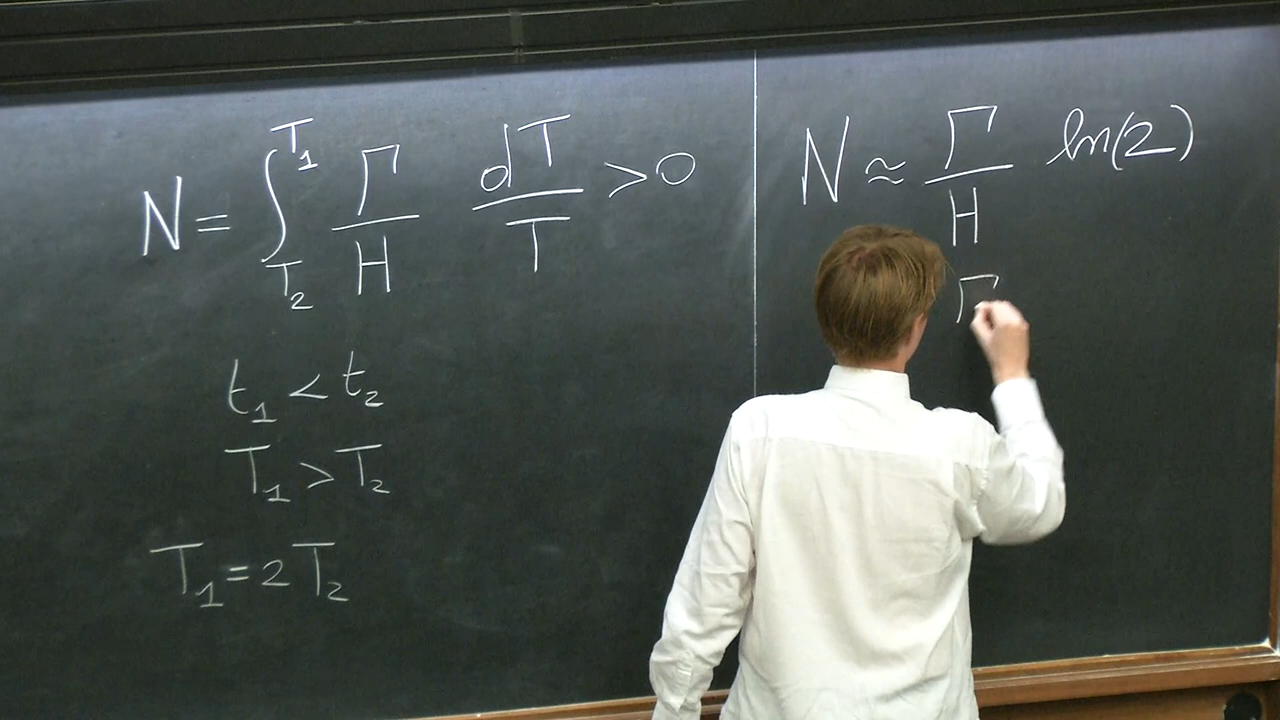 N = ∫_{T_2}^{T_1} Γ/H dT/T > 0
t_1 < t_2
T_1 > T_2
T_1 = 2 T_2
N ≈ Γ/H ln(2)
Γ